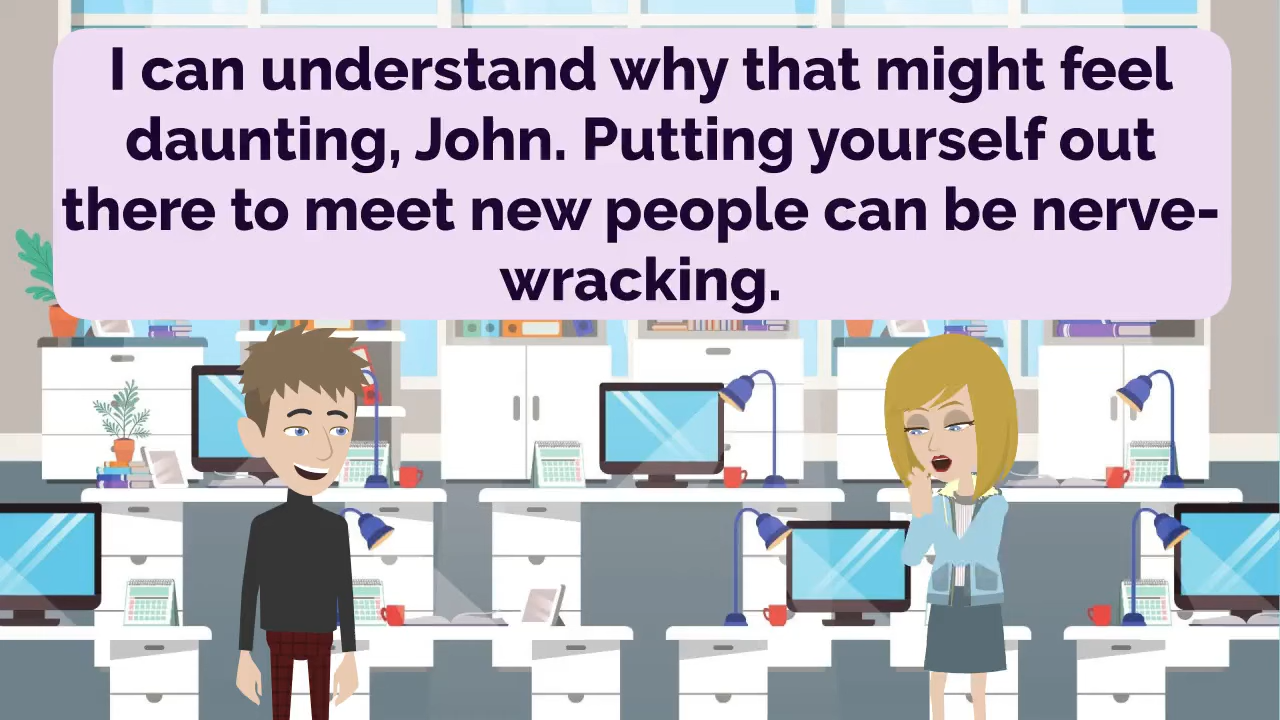 I can understand why that might feel
daunting, John. Putting yourself out
there to meet new people can be nerve-
wracking.